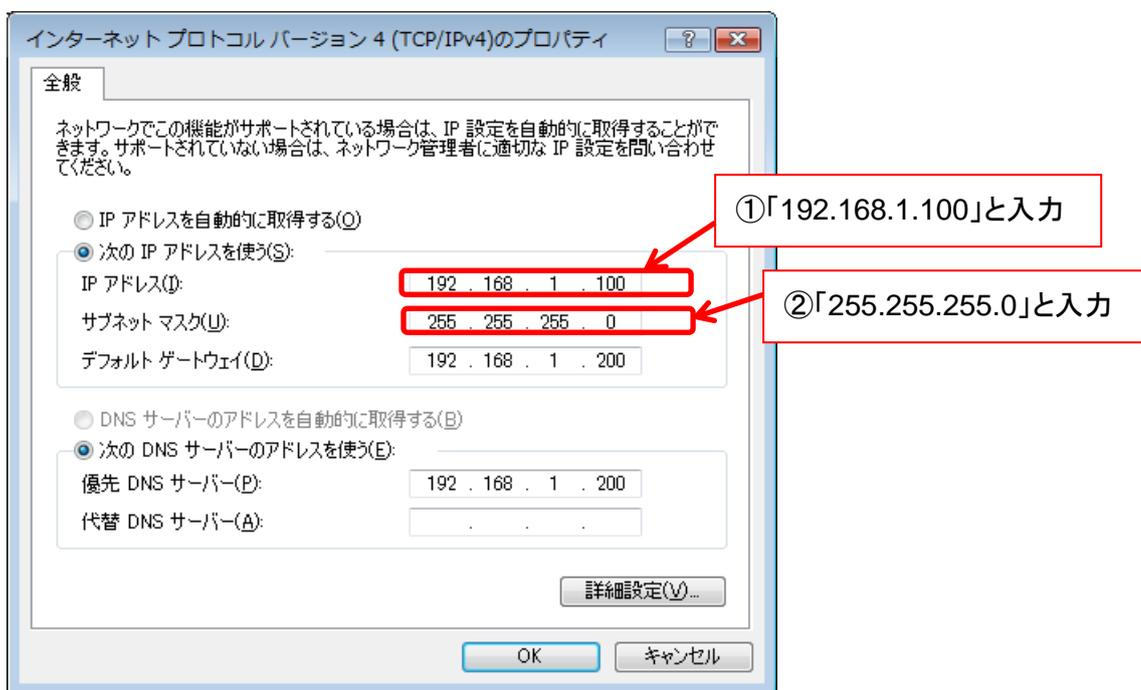 インターネット プロトコル バージョン 4 (TCP/IPv4)のプロパティ
全般
ネットワークでこの機能がサポートされている場合は、IP 設定を自動的に取得することがで
きます。サポートされていない場合は、ネットワーク管理者に適切な IP 設定を問い合わせ
てください。
IP アドレスを自動的に取得する(O)
次の IP アドレスを使う(S):
IP アドレス(I): 192 . 168 . 1 . 100
サブネット マスク(U): 255 . 255 . 255 . 0
デフォルト ゲートウェイ(D): 192 . 168 . 1 . 200
①「192.168.1.100」と入力
②「255.255.255.0」と入力
DNS サーバーのアドレスを自動的に取得する(B)
次の DNS サーバーのアドレスを使う(E):
優先 DNS サーバー(P): 192 . 168 . 1 . 200
代替 DNS サーバー(A): . . .
詳細設定(V)...
OK
キャンセル